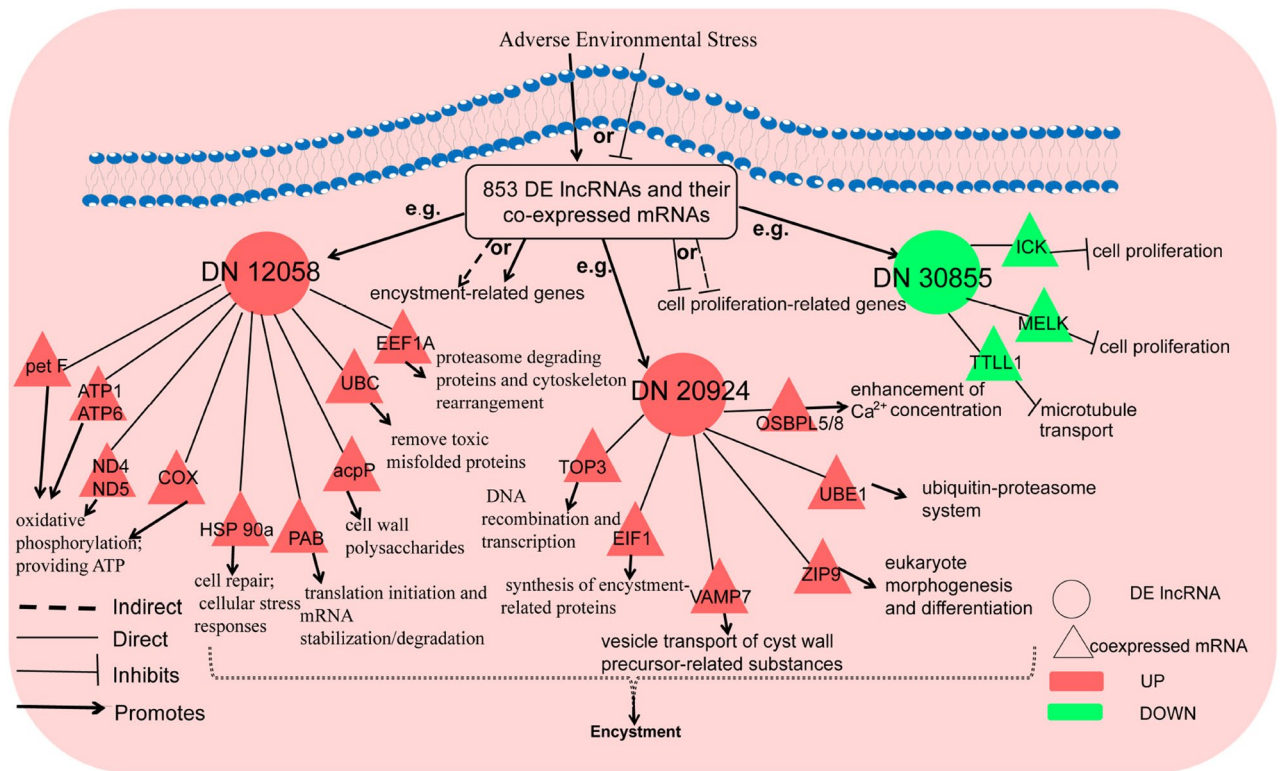 Adverse Environmental Stress
or
853 DE lncRNAs and their
co-expressed mRNAs
e.g.
or
e.g.
or
e.g.
encystment-related genes
cell proliferation-related genes
DN 12058
pet F
ATP1
ATP6
ND4
ND5
COX
HSP 90a
PAB
acpP
UBC
EEF1A
oxidative
phosphorylation;
providing ATP
cell repair;
cellular stress
responses
translation initiation and
mRNA
stabilization/degradation
cell wall
polysaccharides
remove toxic
misfolded proteins
proteasome degrading
proteins and cytoskeleton
rearrangement
DN 20924
TOP3
EIF1
VAMP7
ZIP9
UBE1
OSBPL5/8
DNA
recombination and
transcription
synthesis of encystment-
related proteins
vesicle transport of cyst wall
precursor-related substances
eukaryote
morphogenesis
and differentiation
ubiquitin-proteasome
system
enhancement of
Ca²⁺ concentration
DN 30855
ICK
cell proliferation
MELK
cell proliferation
TTLL1
microtubule
transport
Indirect
Direct
Inhibits
Promotes
Encystment
DE lncRNA
coexpressed mRNA
UP
DOWN